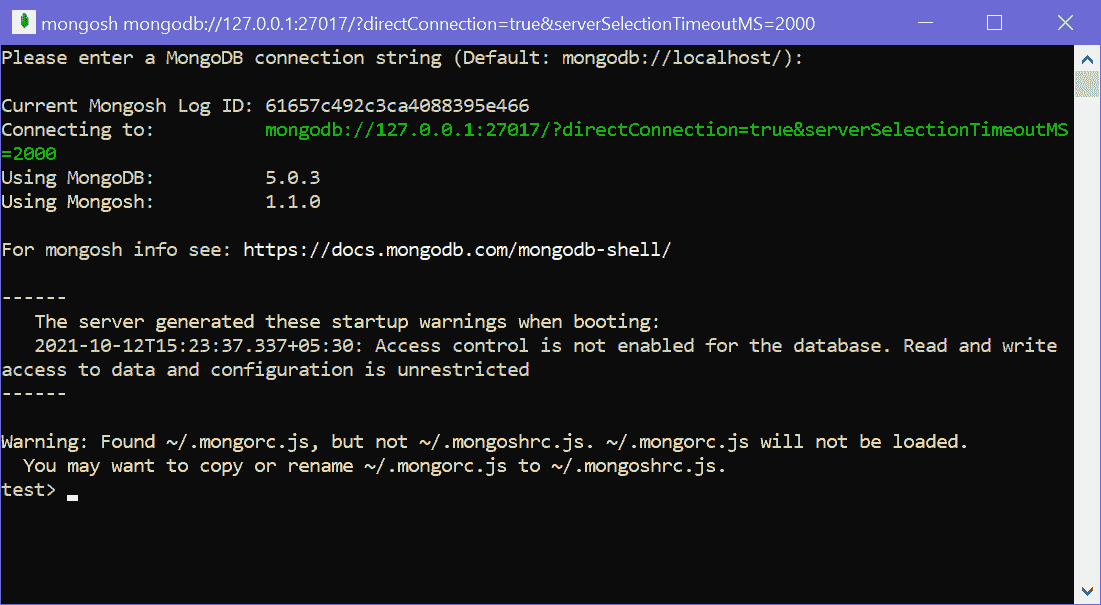 mongosh mongodb://127.0.0.1:27017/?directConnection=true&serverSelectionTimeoutMS=2000
Please enter a MongoDB connection string (Default: mongodb://localhost/):
Current Mongosh Log ID: 61657c492c3ca4088395e466
Connecting to: mongodb://127.0.0.1:27017/?directConnection=true&serverSelectionTimeoutMS
=2000
Using MongoDB: 5.0.3
Using Mongosh: 1.1.0
For mongosh info see: https://docs.mongodb.com/mongodb-shell/
------
The server generated these startup warnings when booting:
2021-10-12T15:23:37.337+05:30: Access control is not enabled for the database. Read and write
access to data and configuration is unrestricted
------
Warning: Found ~/.mongorc.js, but not ~/.mongoshrc.js. ~/.mongorc.js will not be loaded.
You may want to copy or rename ~/.mongorc.js to ~/.mongoshrc.js.
test>